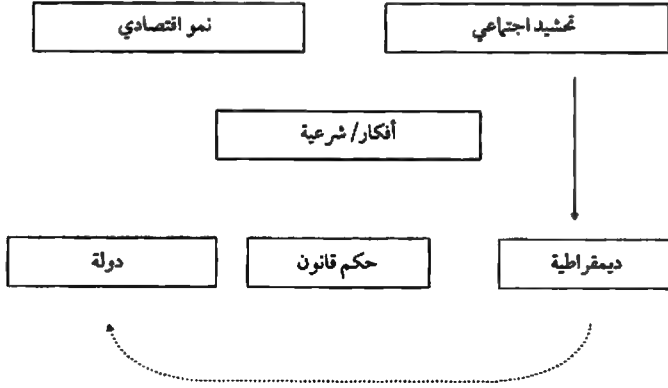 تحشيد اجتماعي
نمو اقتصادي
أفكار/ شرعية
ديمقراطية
حكم قانون
دولة